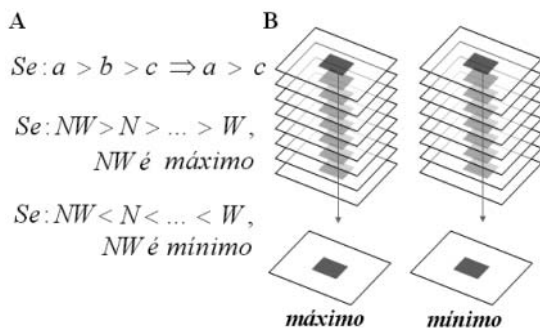 A
Se: a > b > c ⇒ a > c
Se: NW > N > ... > W,
NW é máximo
Se: NW < N < ... < W,
NW é mínimo
B
máximo mínimo